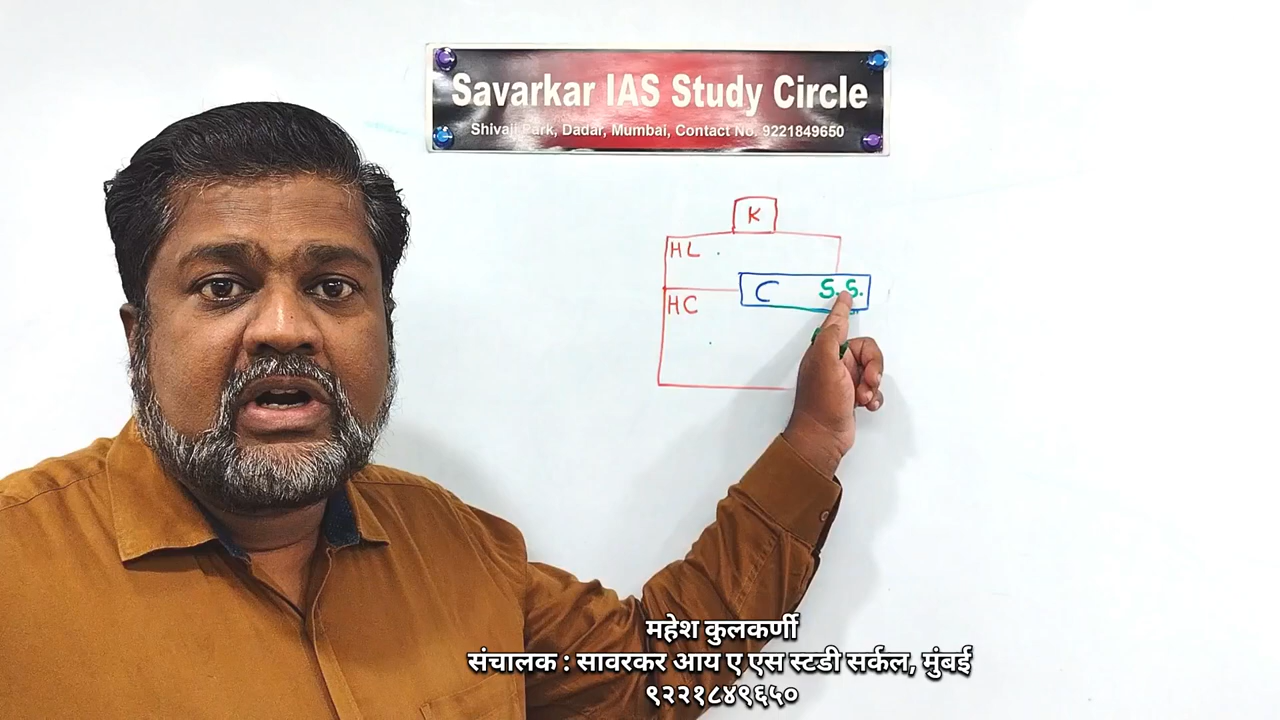 Savarkar IAS Study Circle
Shivaji Park, Dadar, Mumbai, Contact No. 9221849650
K
HL
C S.S.
HC
महेश कुलकर्णी
संचालक : सावरकर आय ए एस स्टडी सर्कल, मुंबई
९२२१८४९६५०